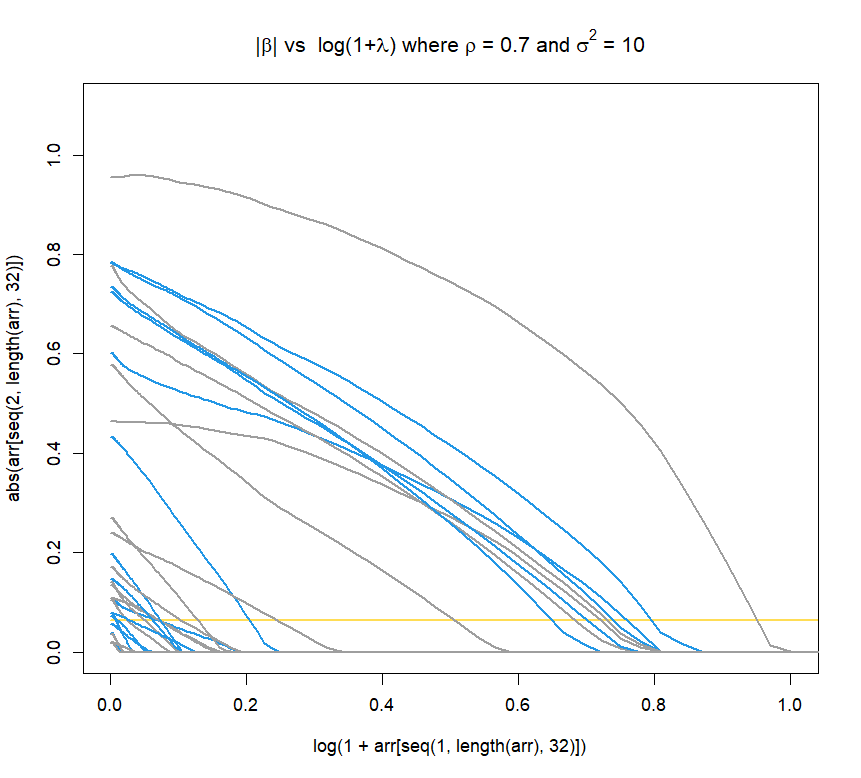 |β| vs log(1+λ) where ρ = 0.7 and σ² = 10
abs(arr[seq(2, length(arr), 32)])
1.0
0.8
0.6
0.4
0.2
0.0
0.0 0.2 0.4 0.6 0.8 1.0
log(1 + arr[seq(1, length(arr), 32)])